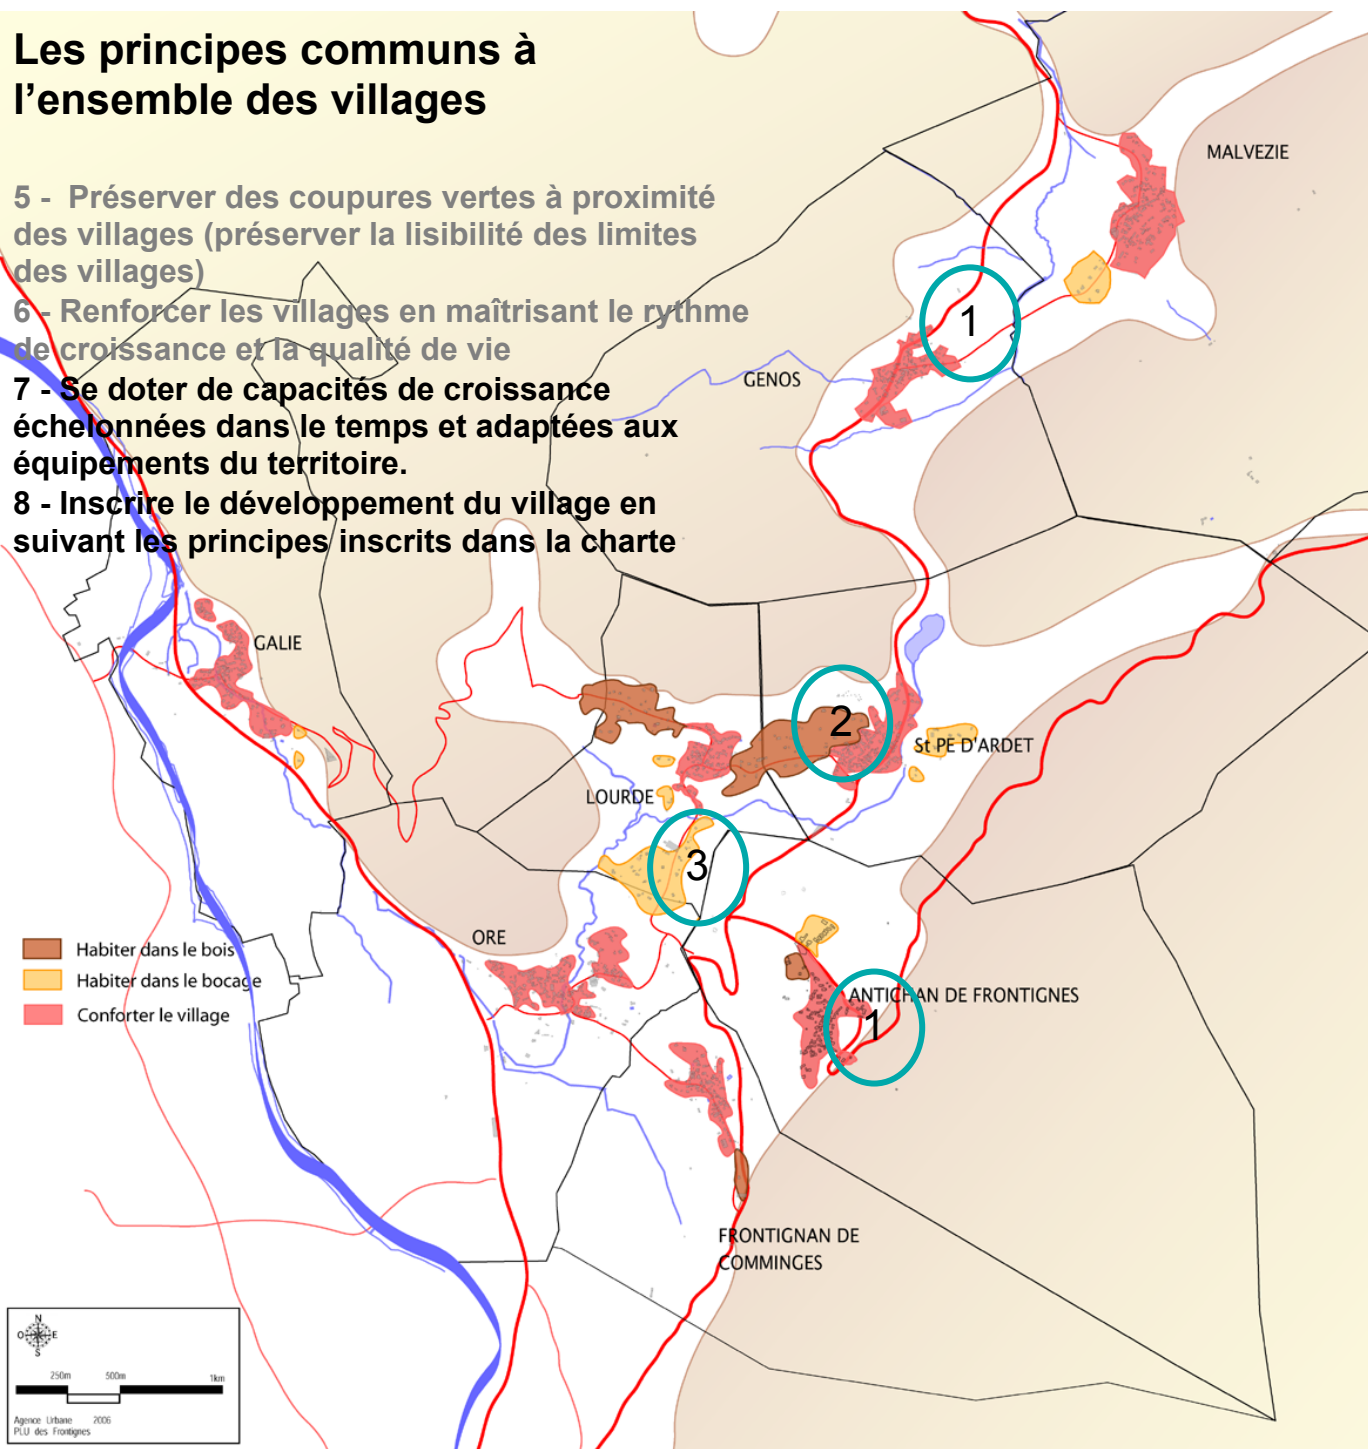 Les principes communs à
l’ensemble des villages
5 - Préserver des coupures vertes à proximité
des villages (préserver la lisibilité des limites
des villages)
6 - Renforcer les villages en maîtrisant le rythme
de croissance et la qualité de vie
7 - Se doter de capacités de croissance
échelonnées dans le temps et adaptées aux
équipements du territoire.
8 - Inscrire le développement du village en
suivant les principes inscrits dans la charte
MALVEZIE
1
GENOS
GALIE
2
St PE D'ARDET
LOURDE
3
ORE
Habiter dans le bois
Habiter dans le bocage
Conforter le village
ANTICHAN DE FRONTIGNES
1
FRONTIGNAN DE
COMMINGES
N
O E
S
250m 500m 1km
Agence Urbane 2006
PLU des Frontignes